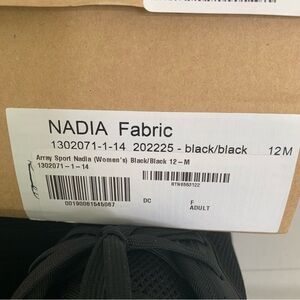 NADIA Fabric
1302071-1-14 202225 - black/black 12M
Array Sport Nadia (Women's) Black/Black 12-M
1302071-1-14
DC F
ADULT